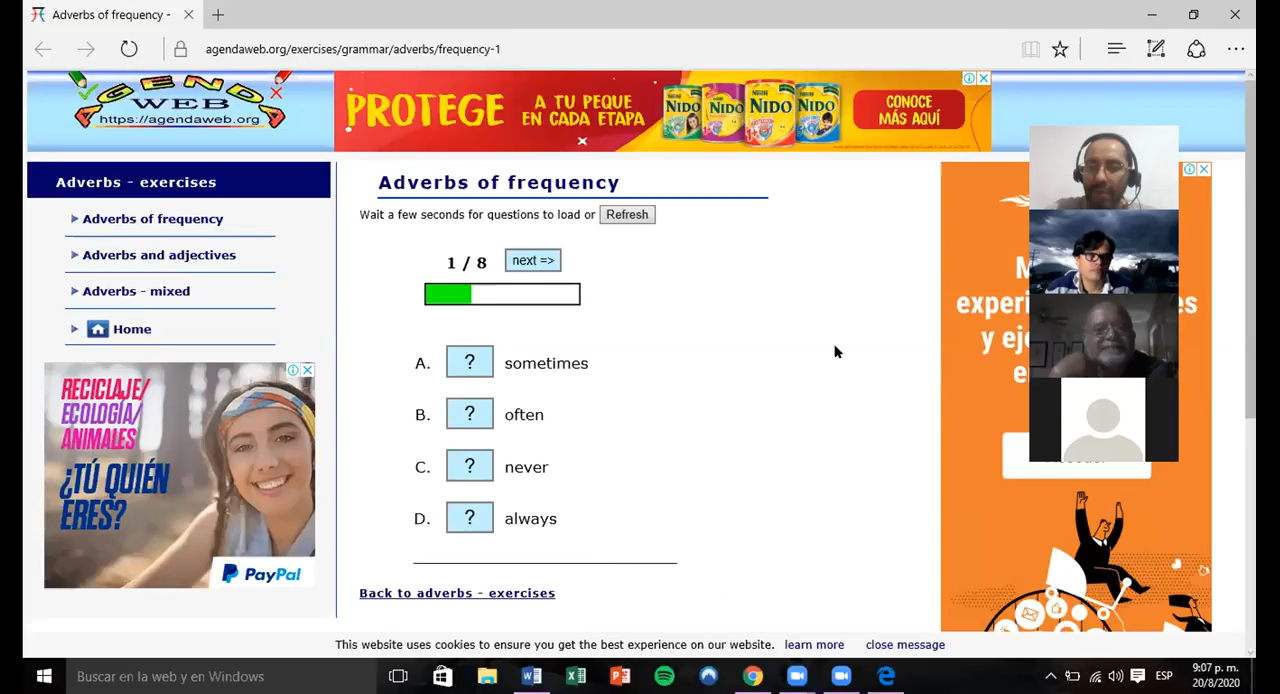 Adverbs of frequency -
agendaweb.org/exercises/grammar/adverbs/frequency-1
AGENDA
WEB
https://agendaweb.org
PROTEGE
A TU PEQUE
EN CADA ETAPA
NIDO NIDO NIDO NIDO
CONOCE
MÁS AQUÍ
Adverbs - exercises
Adverbs of frequency
Adverbs and adjectives
Adverbs - mixed
Home
RECICLAJE/
ECOLOGÍA/
ANIMALES
¿TÚ QUIÉN
ERES?
PayPal
Adverbs of frequency
Wait a few seconds for questions to load or Refresh
1 / 8 next =>
A. ? sometimes
B. ? often
C. ? never
D. ? always
Back to adverbs - exercises
This website uses cookies to ensure you get the best experience on our website. learn more close message
Buscar en la web y en Windows
ESP
9:07 p. m.
20/8/2020